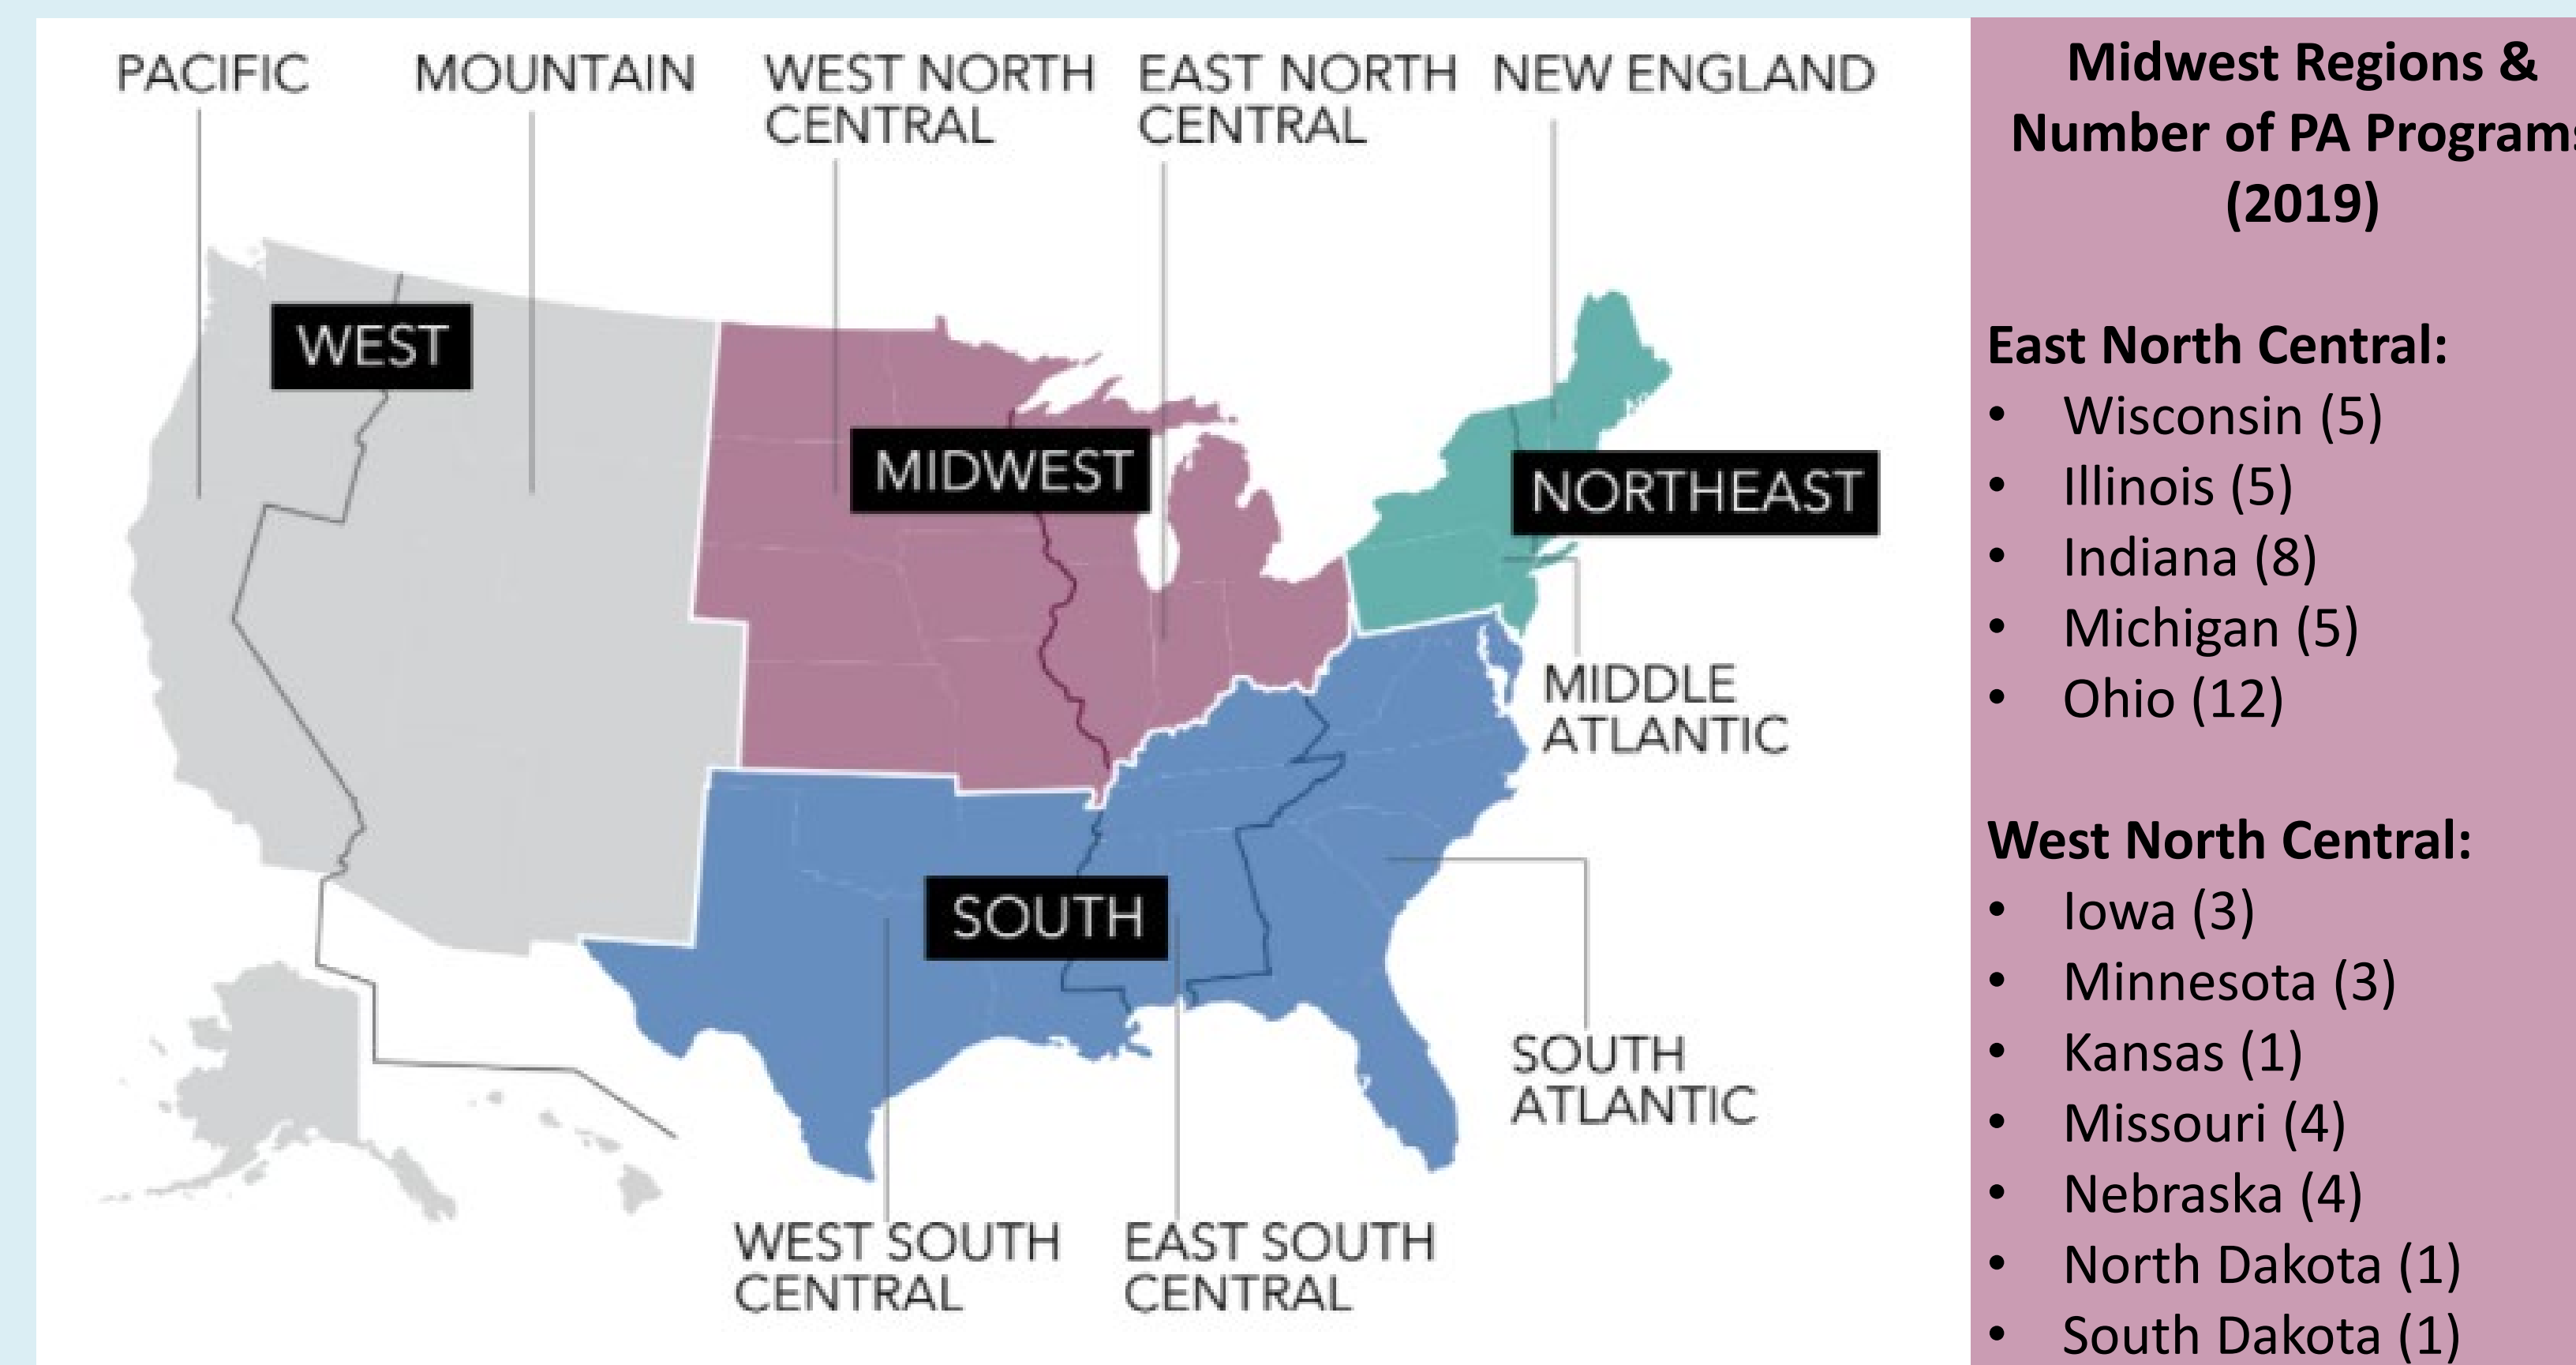 PACIFIC
MOUNTAIN
WEST NORTH
CENTRAL
EAST NORTH
CENTRAL
NEW ENGLAND
WEST
MIDWEST
NORTHEAST
MIDDLE
ATLANTIC
SOUTH
SOUTH
ATLANTIC
WEST SOUTH
CENTRAL
EAST SOUTH
CENTRAL
Midwest Regions &
Number of PA Programs
(2019)
East North Central:
• Wisconsin (5)
• Illinois (5)
• Indiana (8)
• Michigan (5)
• Ohio (12)
West North Central:
• Iowa (3)
• Minnesota (3)
• Kansas (1)
• Missouri (4)
• Nebraska (4)
• North Dakota (1)
• South Dakota (1)